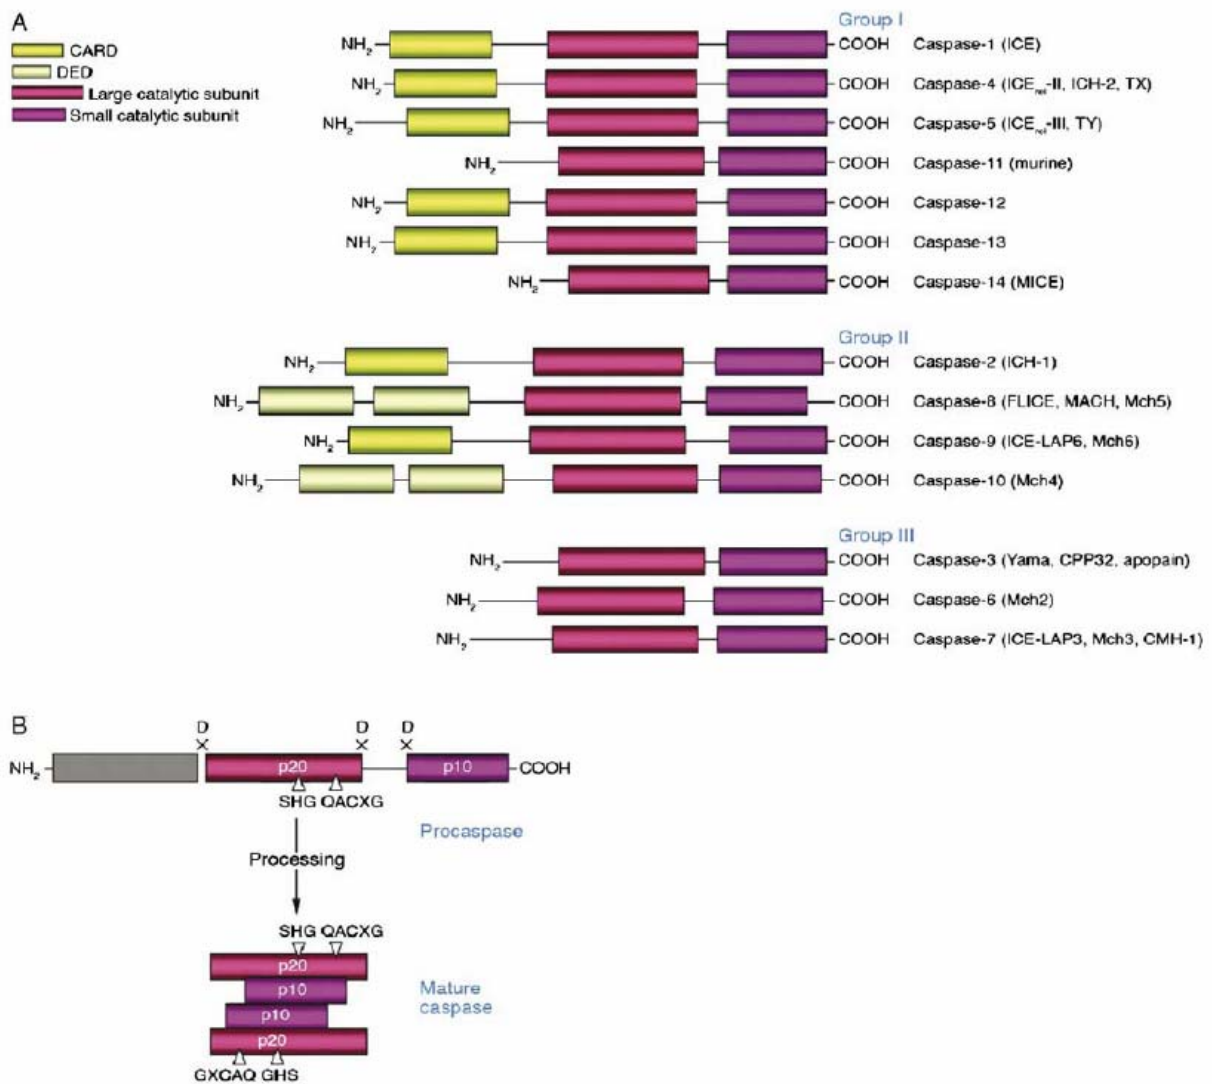 A
CARD
DED
Large catalytic subunit
Small catalytic subunit
Group I
NH2 COOH Caspase-1 (ICE)
NH2 COOH Caspase-4 (ICErel-II, ICH-2, TX)
NH2 COOH Caspase-5 (ICErel-III, TY)
NH2 COOH Caspase-11 (murine)
NH2 COOH Caspase-12
NH2 COOH Caspase-13
NH2 COOH Caspase-14 (MICE)
Group II
NH2 COOH Caspase-2 (ICH-1)
NH2 COOH Caspase-8 (FLICE, MACH, Mch5)
NH2 COOH Caspase-9 (ICE-LAP6, Mch6)
NH2 COOH Caspase-10 (Mch4)
Group III
NH2 COOH Caspase-3 (Yama, CPP32, apopain)
NH2 COOH Caspase-6 (Mch2)
NH2 COOH Caspase-7 (ICE-LAP3, Mch3, CMH-1)
B
D D D
NH2 p20 p10 COOH
SHG QACXG
Procaspase
Processing
SHG QACXG
p20
p10
Mature
caspase
p10
p20
GXCAQ GHS